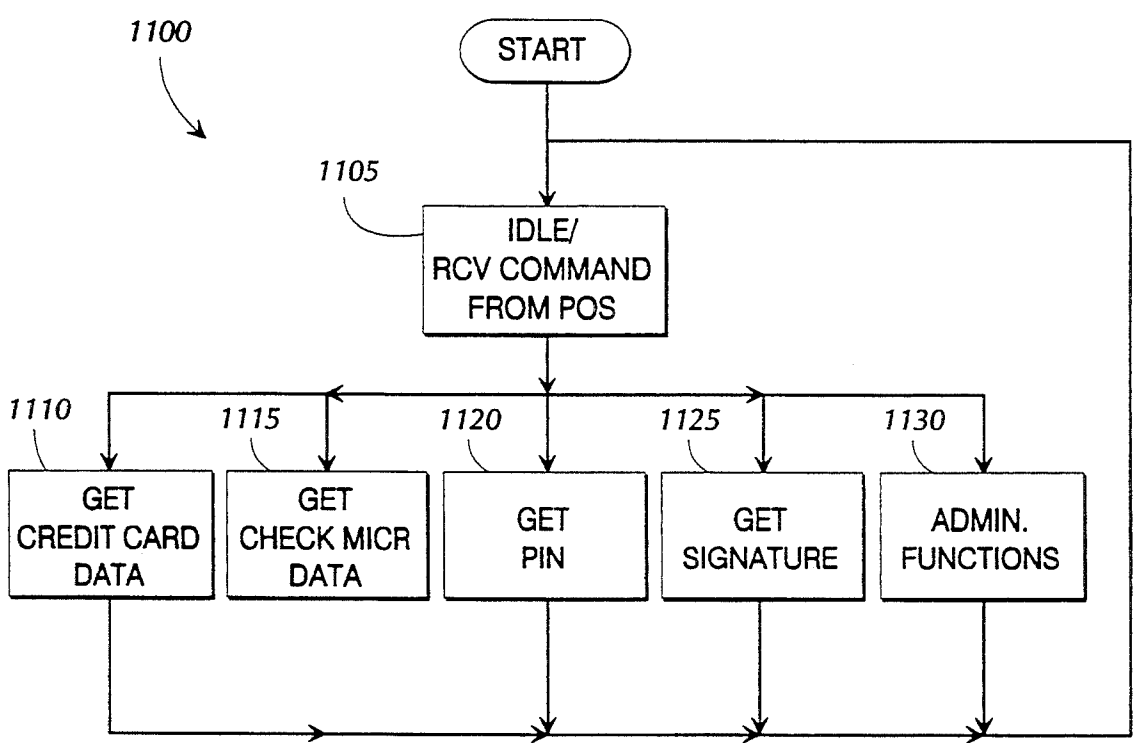 1100
START
1105
IDLE/
RCV COMMAND
FROM POS
1110
1115
1120
1125
1130
GET
CREDIT CARD
DATA
GET
CHECK MICR
DATA
GET
PIN
GET
SIGNATURE
ADMIN.
FUNCTIONS